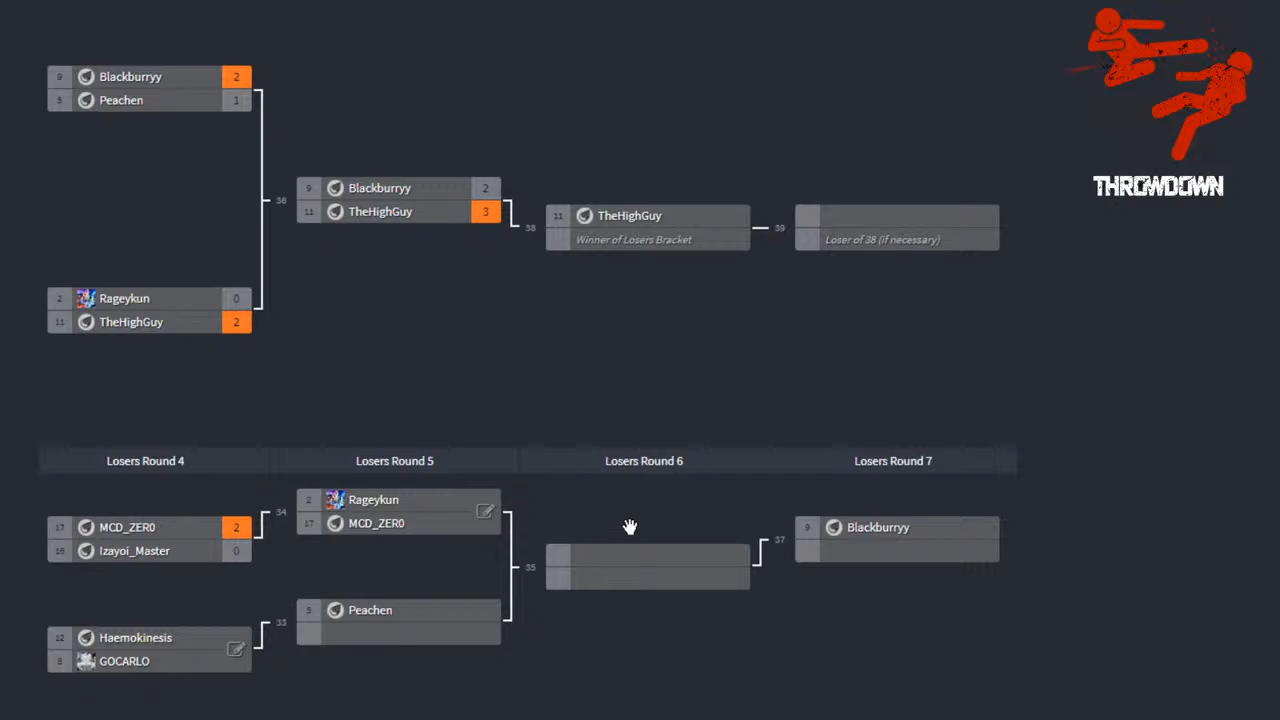 THROWDOWN
9 Blackburryy 2
5 Peachen 1
38
9 Blackburryy 2
11 TheHighGuy 3
38
11 TheHighGuy
Winner of Losers Bracket
39
Loser of 38 (if necessary)
2 Rageykun 0
11 TheHighGuy 2
Losers Round 4
Losers Round 5
Losers Round 6
Losers Round 7
17 MCD_ZER0 2
Izayoi_Master 0
34
2 Rageykun
17 MCD_ZER0
35
37
9 Blackburryy
12 Haemokinesis
8 GOCARLO
33
5 Peachen